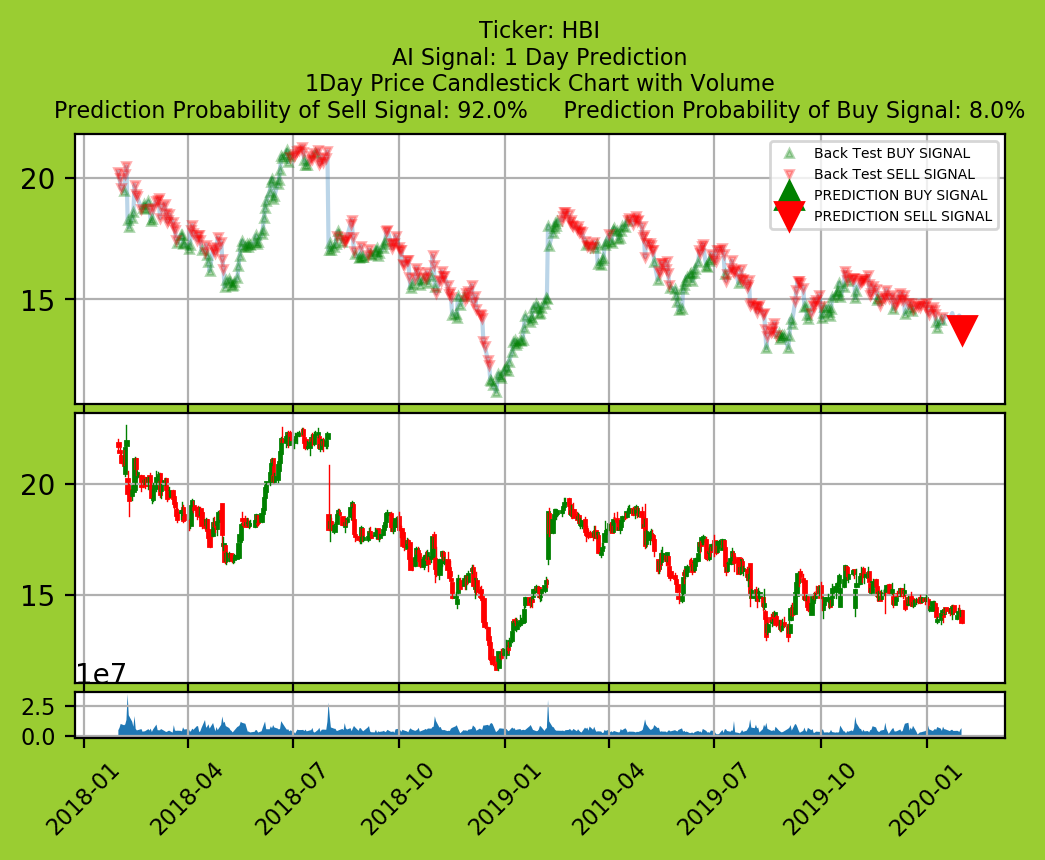 Ticker: HBI
AI Signal: 1 Day Prediction
1Day Price Candlestick Chart with Volume
Prediction Probability of Sell Signal: 92.0% Prediction Probability of Buy Signal: 8.0%
Back Test BUY SIGNAL
Back Test SELL SIGNAL
PREDICTION BUY SIGNAL
PREDICTION SELL SIGNAL
20
15
20
15
1e7
2.5
0.0
2018-01 2018-04 2018-07 2018-10 2019-01 2019-04 2019-07 2019-10 2020-01